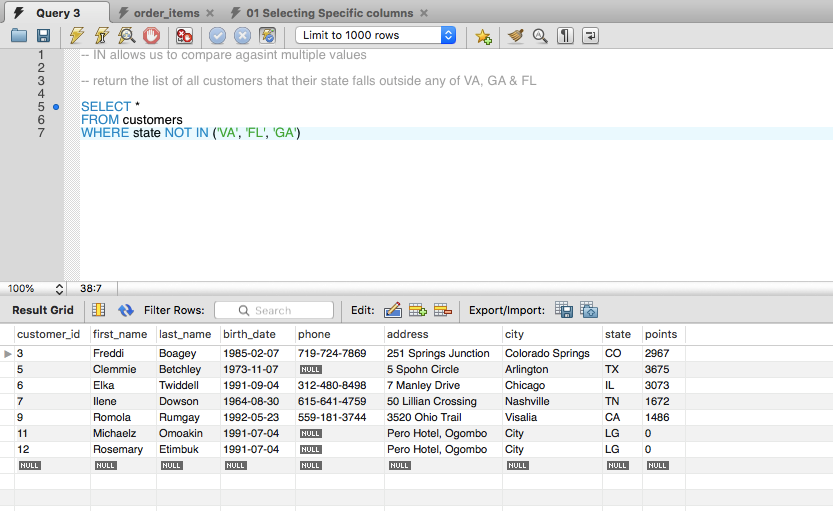 Query 3 order_items 01 Selecting Specific columns
Limit to 1000 rows
1 -- IN allows us to compare agasint multiple values
2
3 -- return the list of all customers that their state falls outside any of VA, GA & FL
4
5 SELECT *
6 FROM customers
7 WHERE state NOT IN ('VA', 'FL', 'GA')
100% 38:7
Result Grid Filter Rows: Search Edit: Export/Import:
customer_id first_name last_name birth_date phone address city state points
3 Freddi Boagey 1985-02-07 719-724-7869 251 Springs Junction Colorado Springs CO 2967
5 Clemmie Betchley 1973-11-07 NULL 5 Spohn Circle Arlington TX 3675
6 Elka Twiddell 1991-09-04 312-480-8498 7 Manley Drive Chicago IL 3073
7 Ilene Dowson 1964-08-30 615-641-4759 50 Lillian Crossing Nashville TN 1672
9 Romola Rumgay 1992-05-23 559-181-3744 3520 Ohio Trail Visalia CA 1486
11 Michaelz Omoakin 1991-07-04 NULL Pero Hotel, Ogombo City LG 0
12 Rosemary Etimbuk 1991-07-04 NULL Pero Hotel, Ogombo City LG 0
NULL NULL NULL NULL NULL NULL NULL NULL NULL